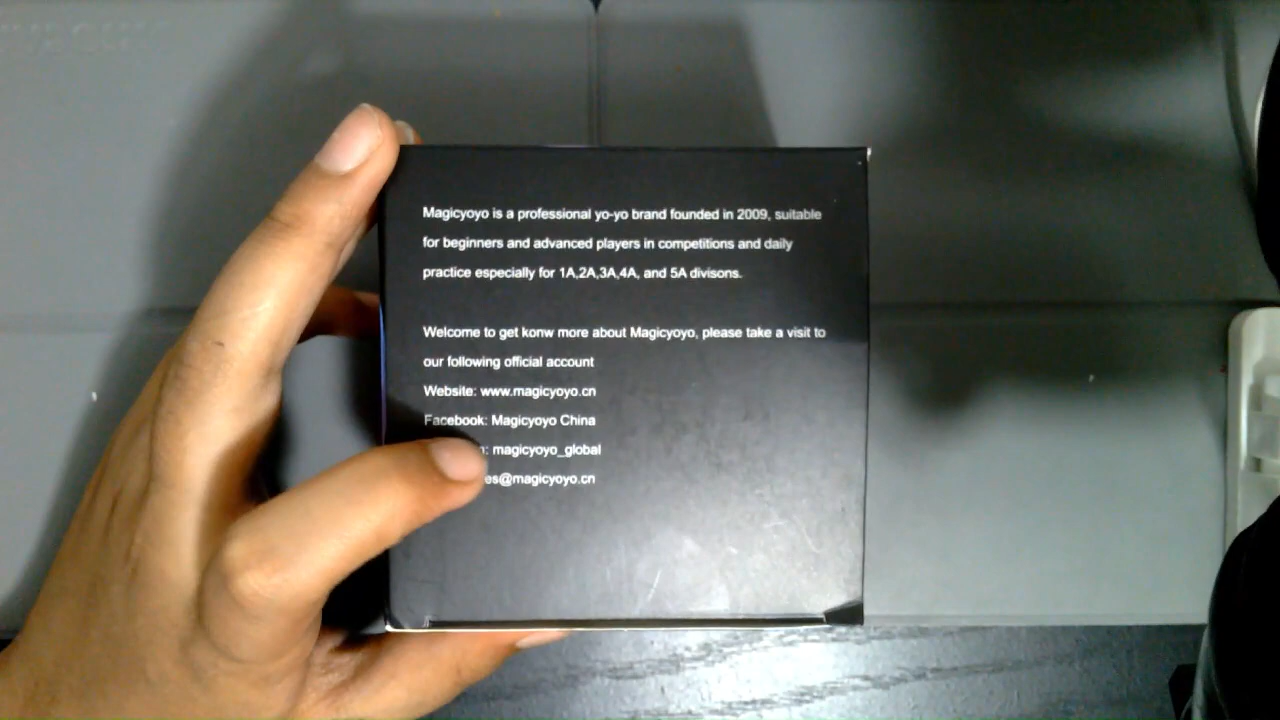 Magicyoyo is a professional yo-yo brand founded in 2009, suitable
for beginners and advanced players in competitions and daily
practice especially for 1A,2A,3A,4A, and 5A divisons.
Welcome to get konw more about Magicyoyo, please take a visit to
our following official account
Website: www.magicyoyo.cn
Facebook: Magicyoyo China
magicyoyo_global
es@magicyoyo.cn